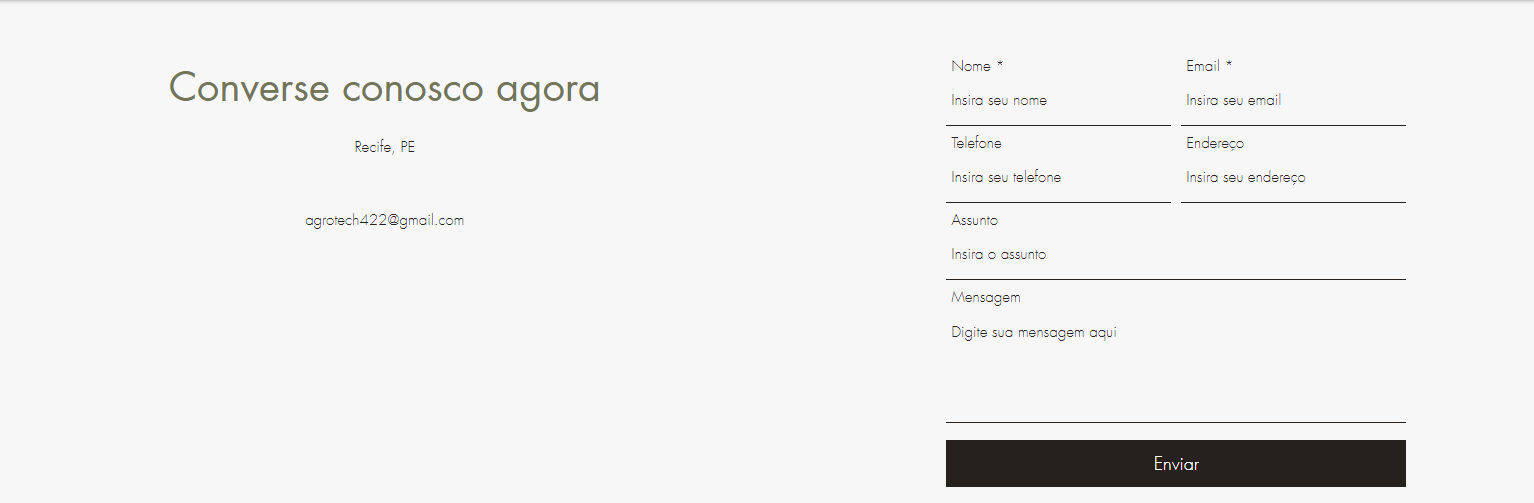 Converse conosco agora
Recife, PE
agrotech422@gmail.com
Nome * Email *
Insira seu nome Insira seu email
Telefone Endereço
Insira seu telefone Insira seu endereço
Assunto
Insira o assunto
Mensagem
Digite sua mensagem aqui
Enviar